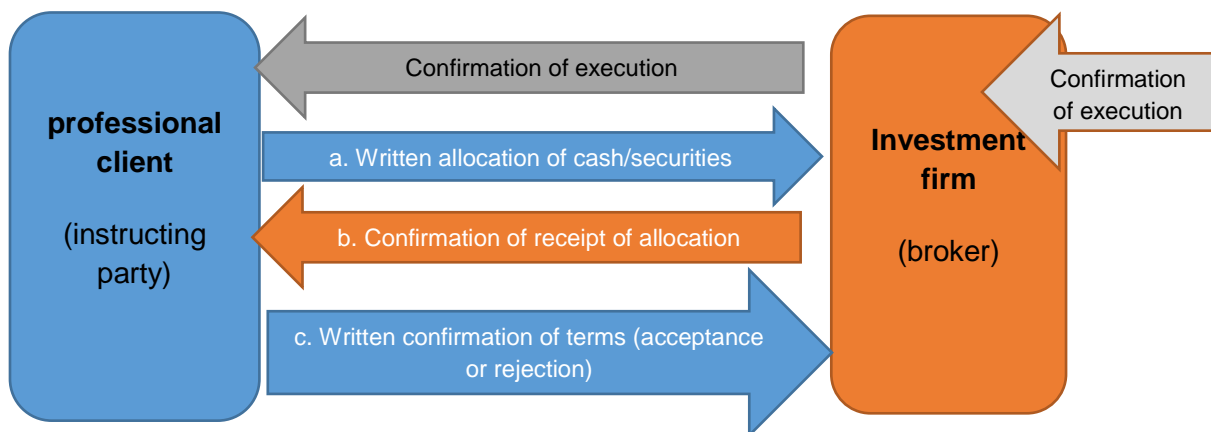 professional
client
(instructing
party)
Confirmation of execution
a. Written allocation of cash/securities
b. Confirmation of receipt of allocation
c. Written confirmation of terms (acceptance
or rejection)
Investment
firm
(broker)
Confirmation
of execution